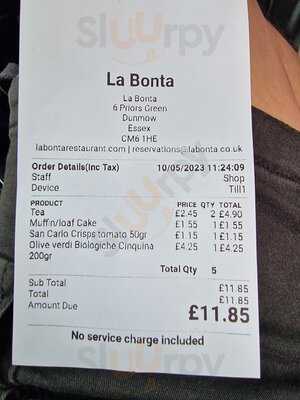 Sluurpy
La Bonta
La Bonta
6 Priors Green
Dunmow
Essex
CM6 1HE
labontarestaurant.com | reservations@labonta.co.uk
Order Details(Inc Tax) 10/05/2023 11:24:09
Staff Shop
Device Till1
PRODUCT PRICE QTY TOTAL
Tea £2.45 2 £4.90
Muffin/loaf Cake £1.55 1 £1.55
San Carlo Crisps tomato 50gr £1.15 1 £1.15
Olive verdi Biologiche Cinquina £4.25 1 £4.25
200gr
Total Qty 5
Sub Total £11.85
Total £11.85
Amount Due £11.85
No service charge included
Sluurpy
Sluurpy